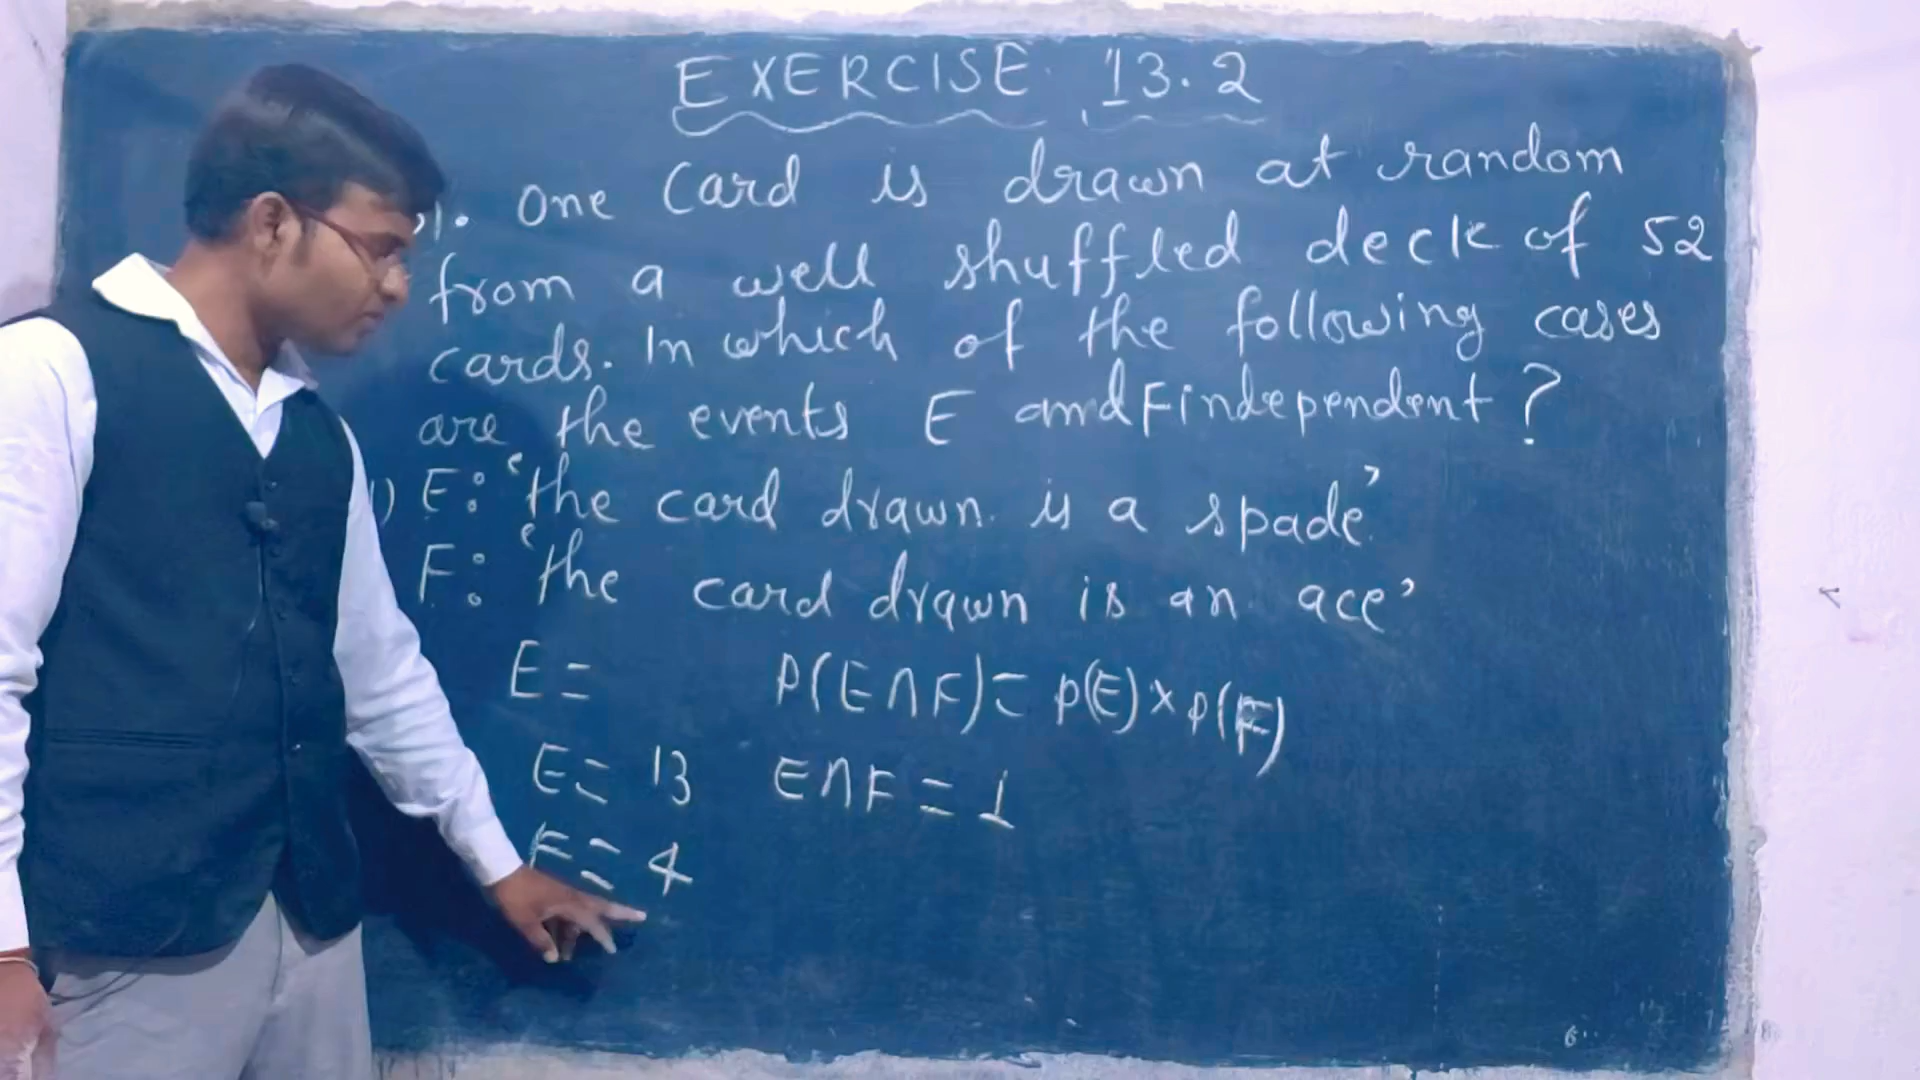 EXERCISE 13.2
1. One Card is drawn at random
from a well shuffled deck of 52
cards. In which of the following cases
are the events E and F independent ?
) E: 'the card drawn is a spade'
F: 'the card drawn is an ace'
E = P(E∩F) = P(E) × P(F)
E = 13 E∩F = 1
F = 4